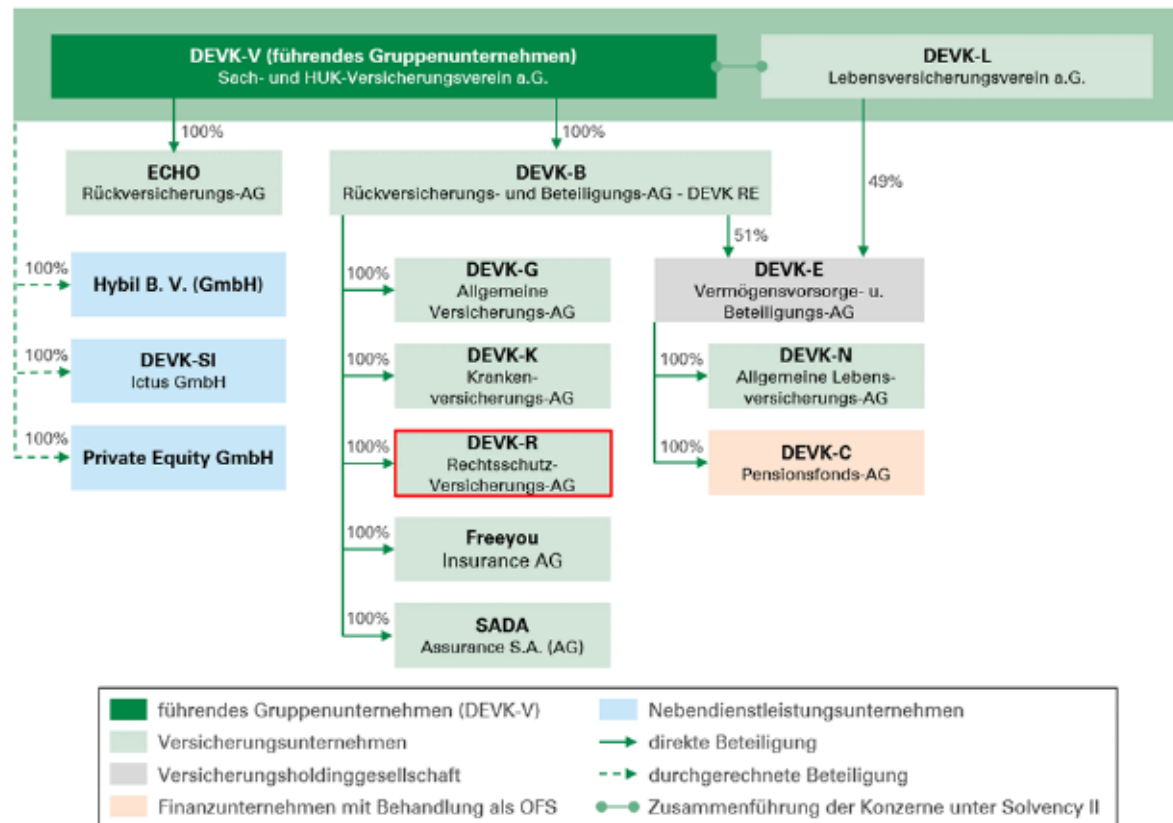 DEVK-V (führendes Gruppenunternehmen)
Sach- und HUK-Versicherungsverein a.G.
DEVK-L
Lebensversicherungsverein a.G.
100%
100%
49%
ECHO
Rückversicherungs-AG
DEVK-B
Rückversicherungs- und Beteiligungs-AG - DEVK RE
51%
100%
Hybil B. V. (GmbH)
100%
DEVK-G
Allgemeine
Versicherungs-AG
DEVK-E
Vermögensvorsorge- u.
Beteiligungs-AG
100%
DEVK-SI
Ictus GmbH
100%
DEVK-K
Kranken-
versicherungs-AG
100%
DEVK-N
Allgemeine Lebens-
versicherungs-AG
100%
Private Equity GmbH
100%
DEVK-R
Rechtsschutz-
Versicherungs-AG
100%
DEVK-C
Pensionsfonds-AG
100%
Freeyou
Insurance AG
100%
SADA
Assurance S.A. (AG)
führendes Gruppenunternehmen (DEVK-V)
Versicherungsunternehmen
Versicherungsholdinggesellschaft
Finanzunternehmen mit Behandlung als OFS
Nebendienstleistungsunternehmen
direkte Beteiligung
durchgerechnete Beteiligung
Zusammenführung der Konzerne unter Solvency II